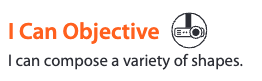 I Can Objective
I can compose a variety of shapes.